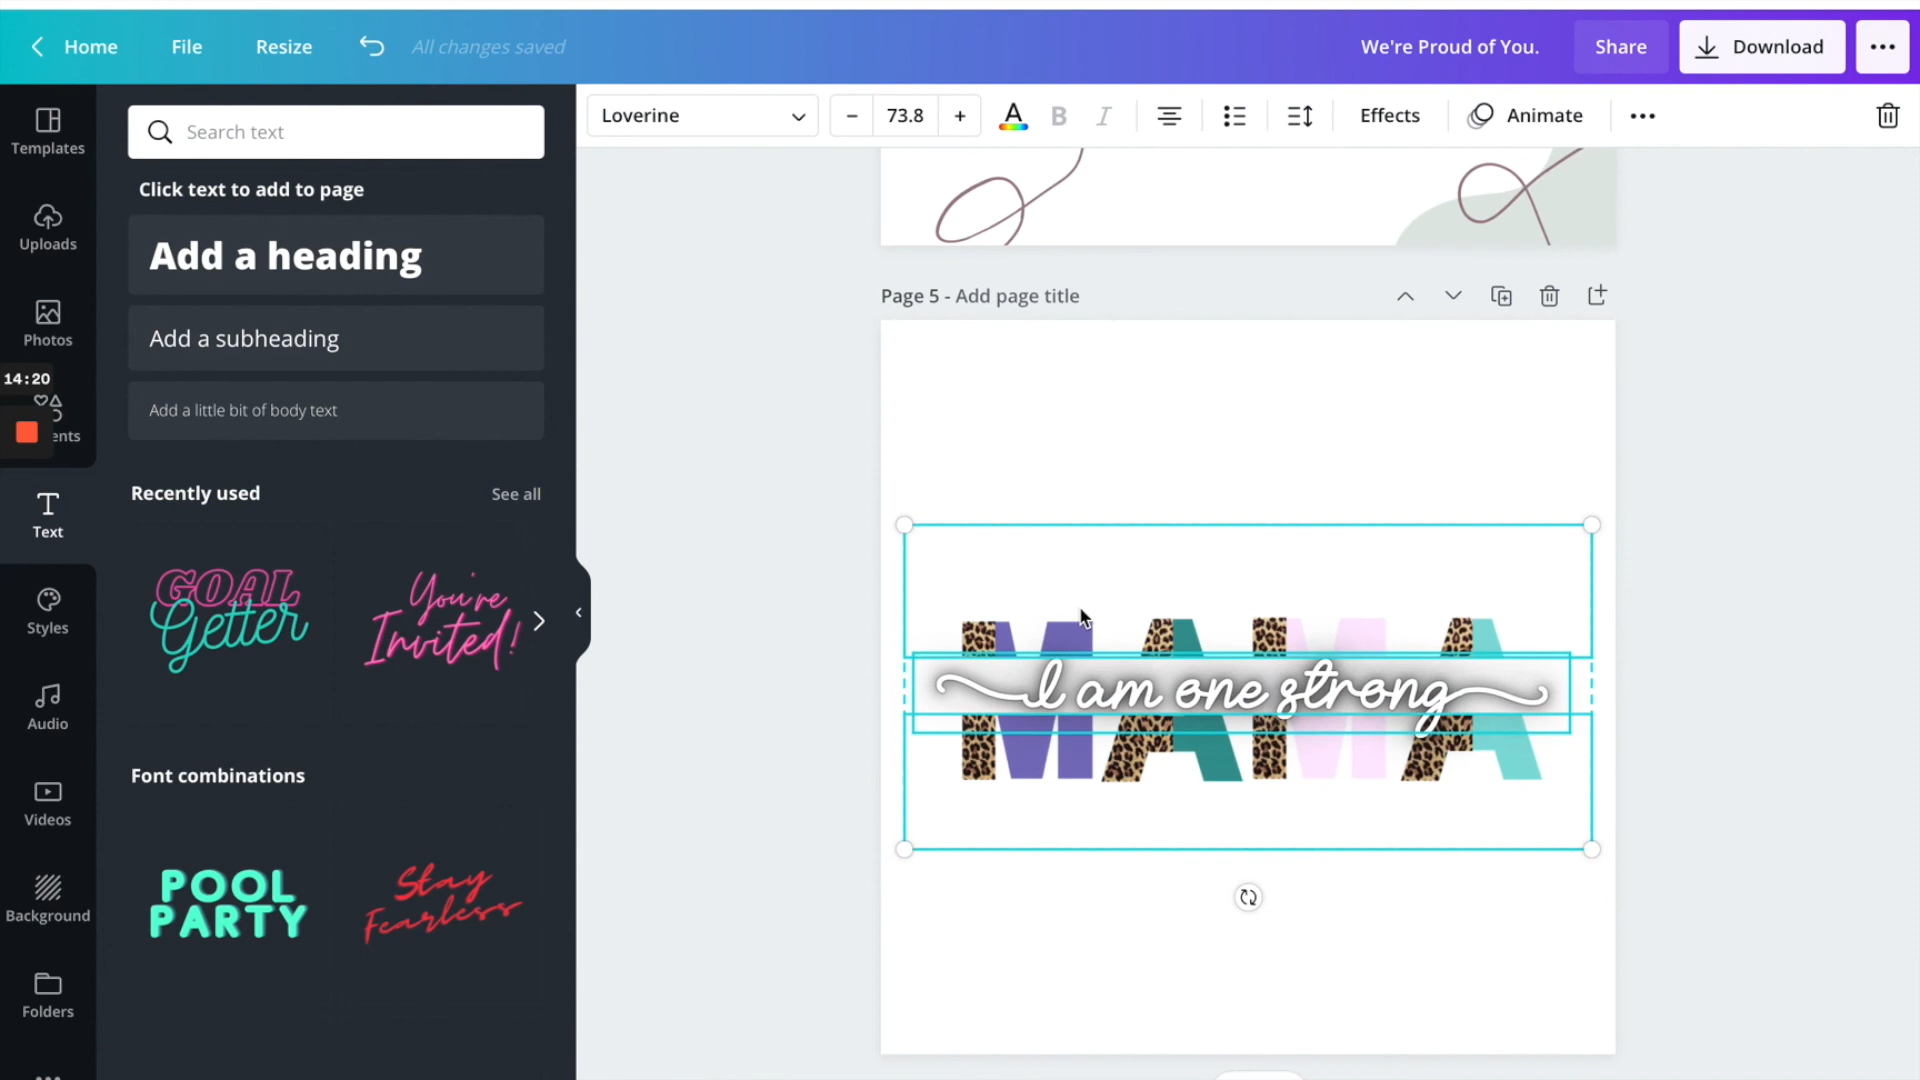 Home
File
Resize
All changes saved
We're Proud of You.
Share
Download
Loverine
73.8
A
B
I
Effects
Animate
Templates
Uploads
Photos
14:20
ents
Text
Styles
Audio
Videos
Background
Folders
Search text
Click text to add to page
Add a heading
Add a subheading
Add a little bit of body text
Recently used
See all
GOAL
Getter
You're
Invited!
Font combinations
POOL
PARTY
Stay
Fearless
Page 5 - Add page title
MAMA
I am one strong